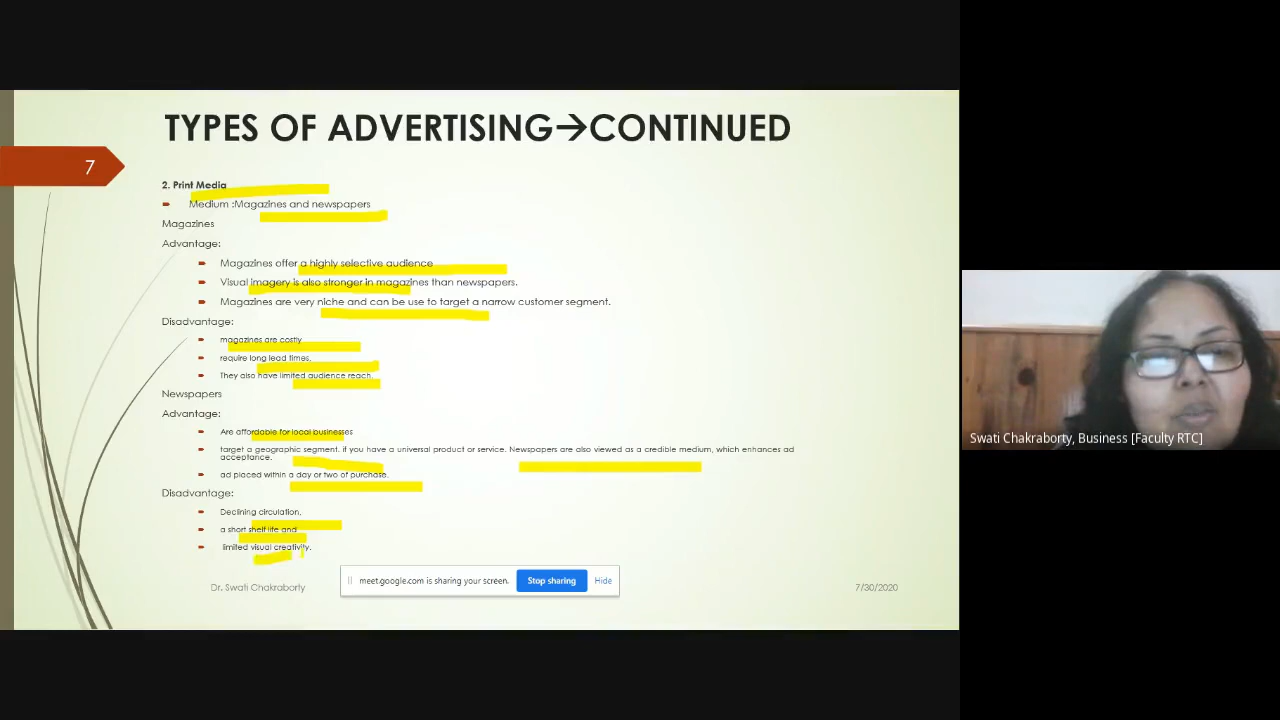 TYPES OF ADVERTISING→CONTINUED
7
2. Print Media
Medium :Magazines and newspapers
Magazines
Advantage:
Magazines offer a highly selective audience
Visual imagery is also stronger in magazines than newspapers.
Magazines are very niche and can be use to target a narrow customer segment.
Disadvantage:
magazines are costly
require long lead times.
They also have limited audience reach.
Newspapers
Advantage:
Are affordable for local businesses
target a geographic segment. if you have a universal product or service. Newspapers are also viewed as a credible medium, which enhances ad
acceptance.
ad placed within a day or two of purchase.
Disadvantage:
Declining circulation,
a short shelf life and
limited visual creativity.
Dr. Swati Chakraborty
meet.google.com is sharing your screen.
Stop sharing
Hide
7/30/2020
Swati Chakraborty, Business [Faculty RTC]